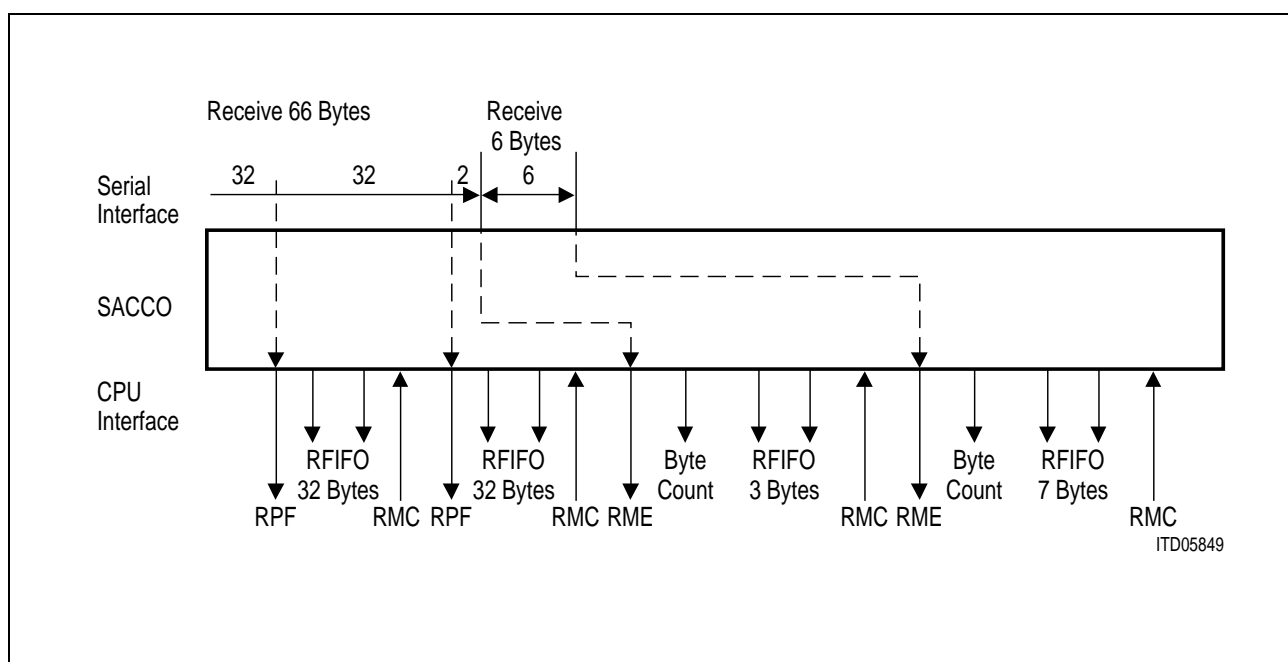 Receive 66 Bytes
Receive
6 Bytes
32
32
2
6
Serial
Interface
SACCO
CPU
Interface
RFIFO
32 Bytes
RFIFO
32 Bytes
Byte
Count
RFIFO
3 Bytes
Byte
Count
RFIFO
7 Bytes
RPF
RMC
RPF
RMC
RME
RMC
RME
RMC
ITD05849